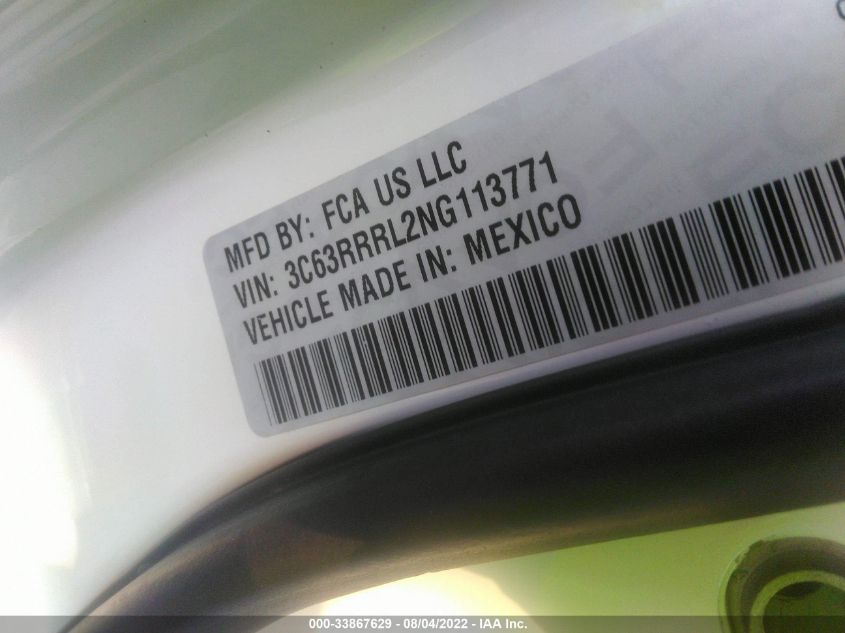 MFD BY: FCA US LLC
VIN: 3C63RRRL2NG113771
VEHICLE MADE IN: MEXICO
000-33867629 - 08/04/2022 - IAA Inc.